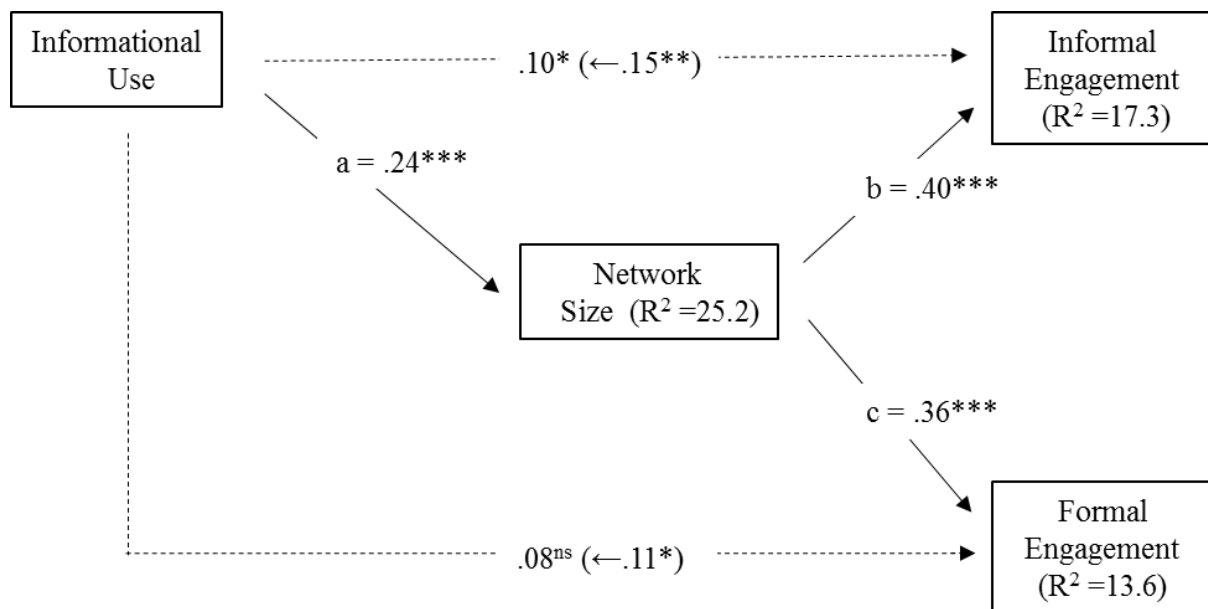 Informational
Use
.10* (←.15**)
Informal
Engagement
(R² =17.3)
a = .24***
b = .40***
Network
Size (R² =25.2)
c = .36***
.08ⁿˢ (←.11*)
Formal
Engagement
(R² =13.6)